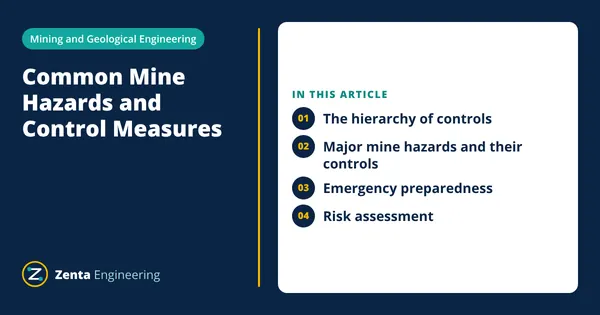 Mining and Geological Engineering
Common Mine
Hazards and
Control Measures
Zenta Engineering
IN THIS ARTICLE
01 The hierarchy of controls
02 Major mine hazards and their
controls
03 Emergency preparedness
04 Risk assessment